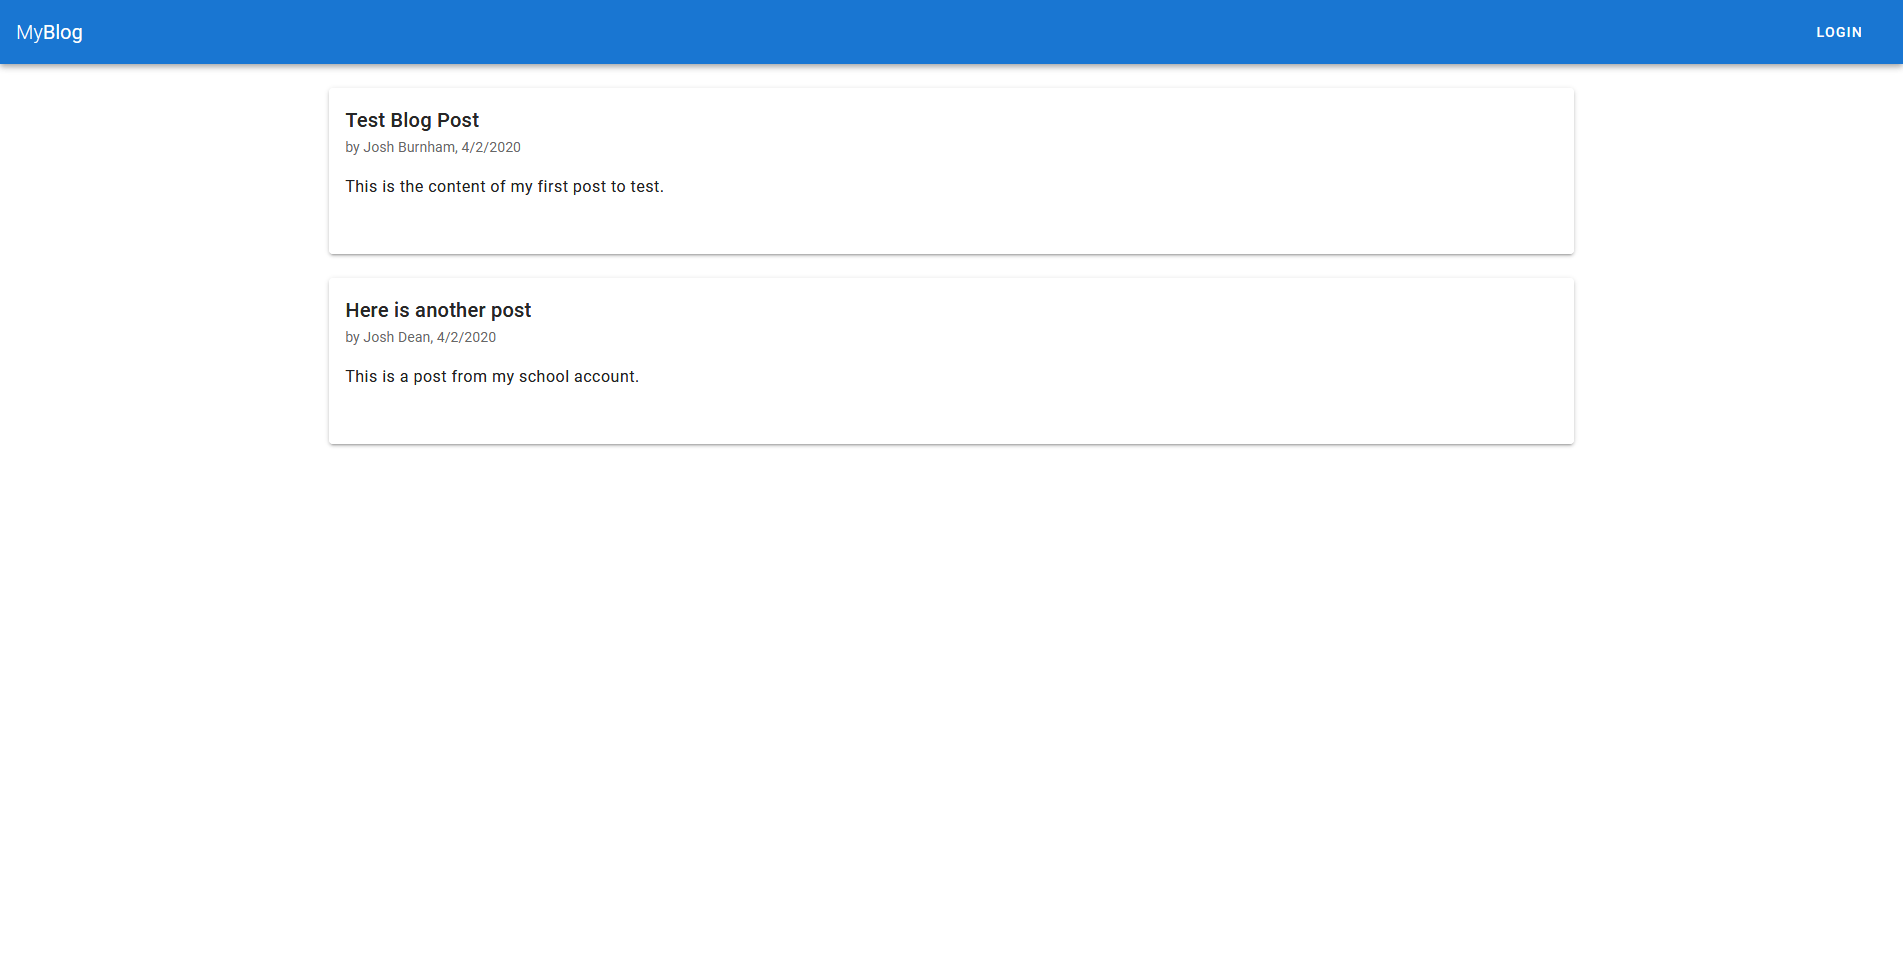 MyBlog
LOGIN
Test Blog Post
by Josh Burnham, 4/2/2020
This is the content of my first post to test.
Here is another post
by Josh Dean, 4/2/2020
This is a post from my school account.